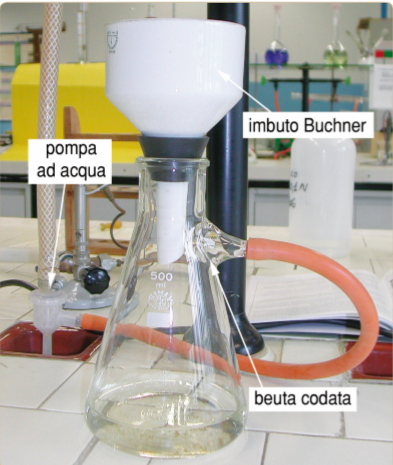 imbuto Buchner
pompa
ad acqua
500
ml
beuta codata